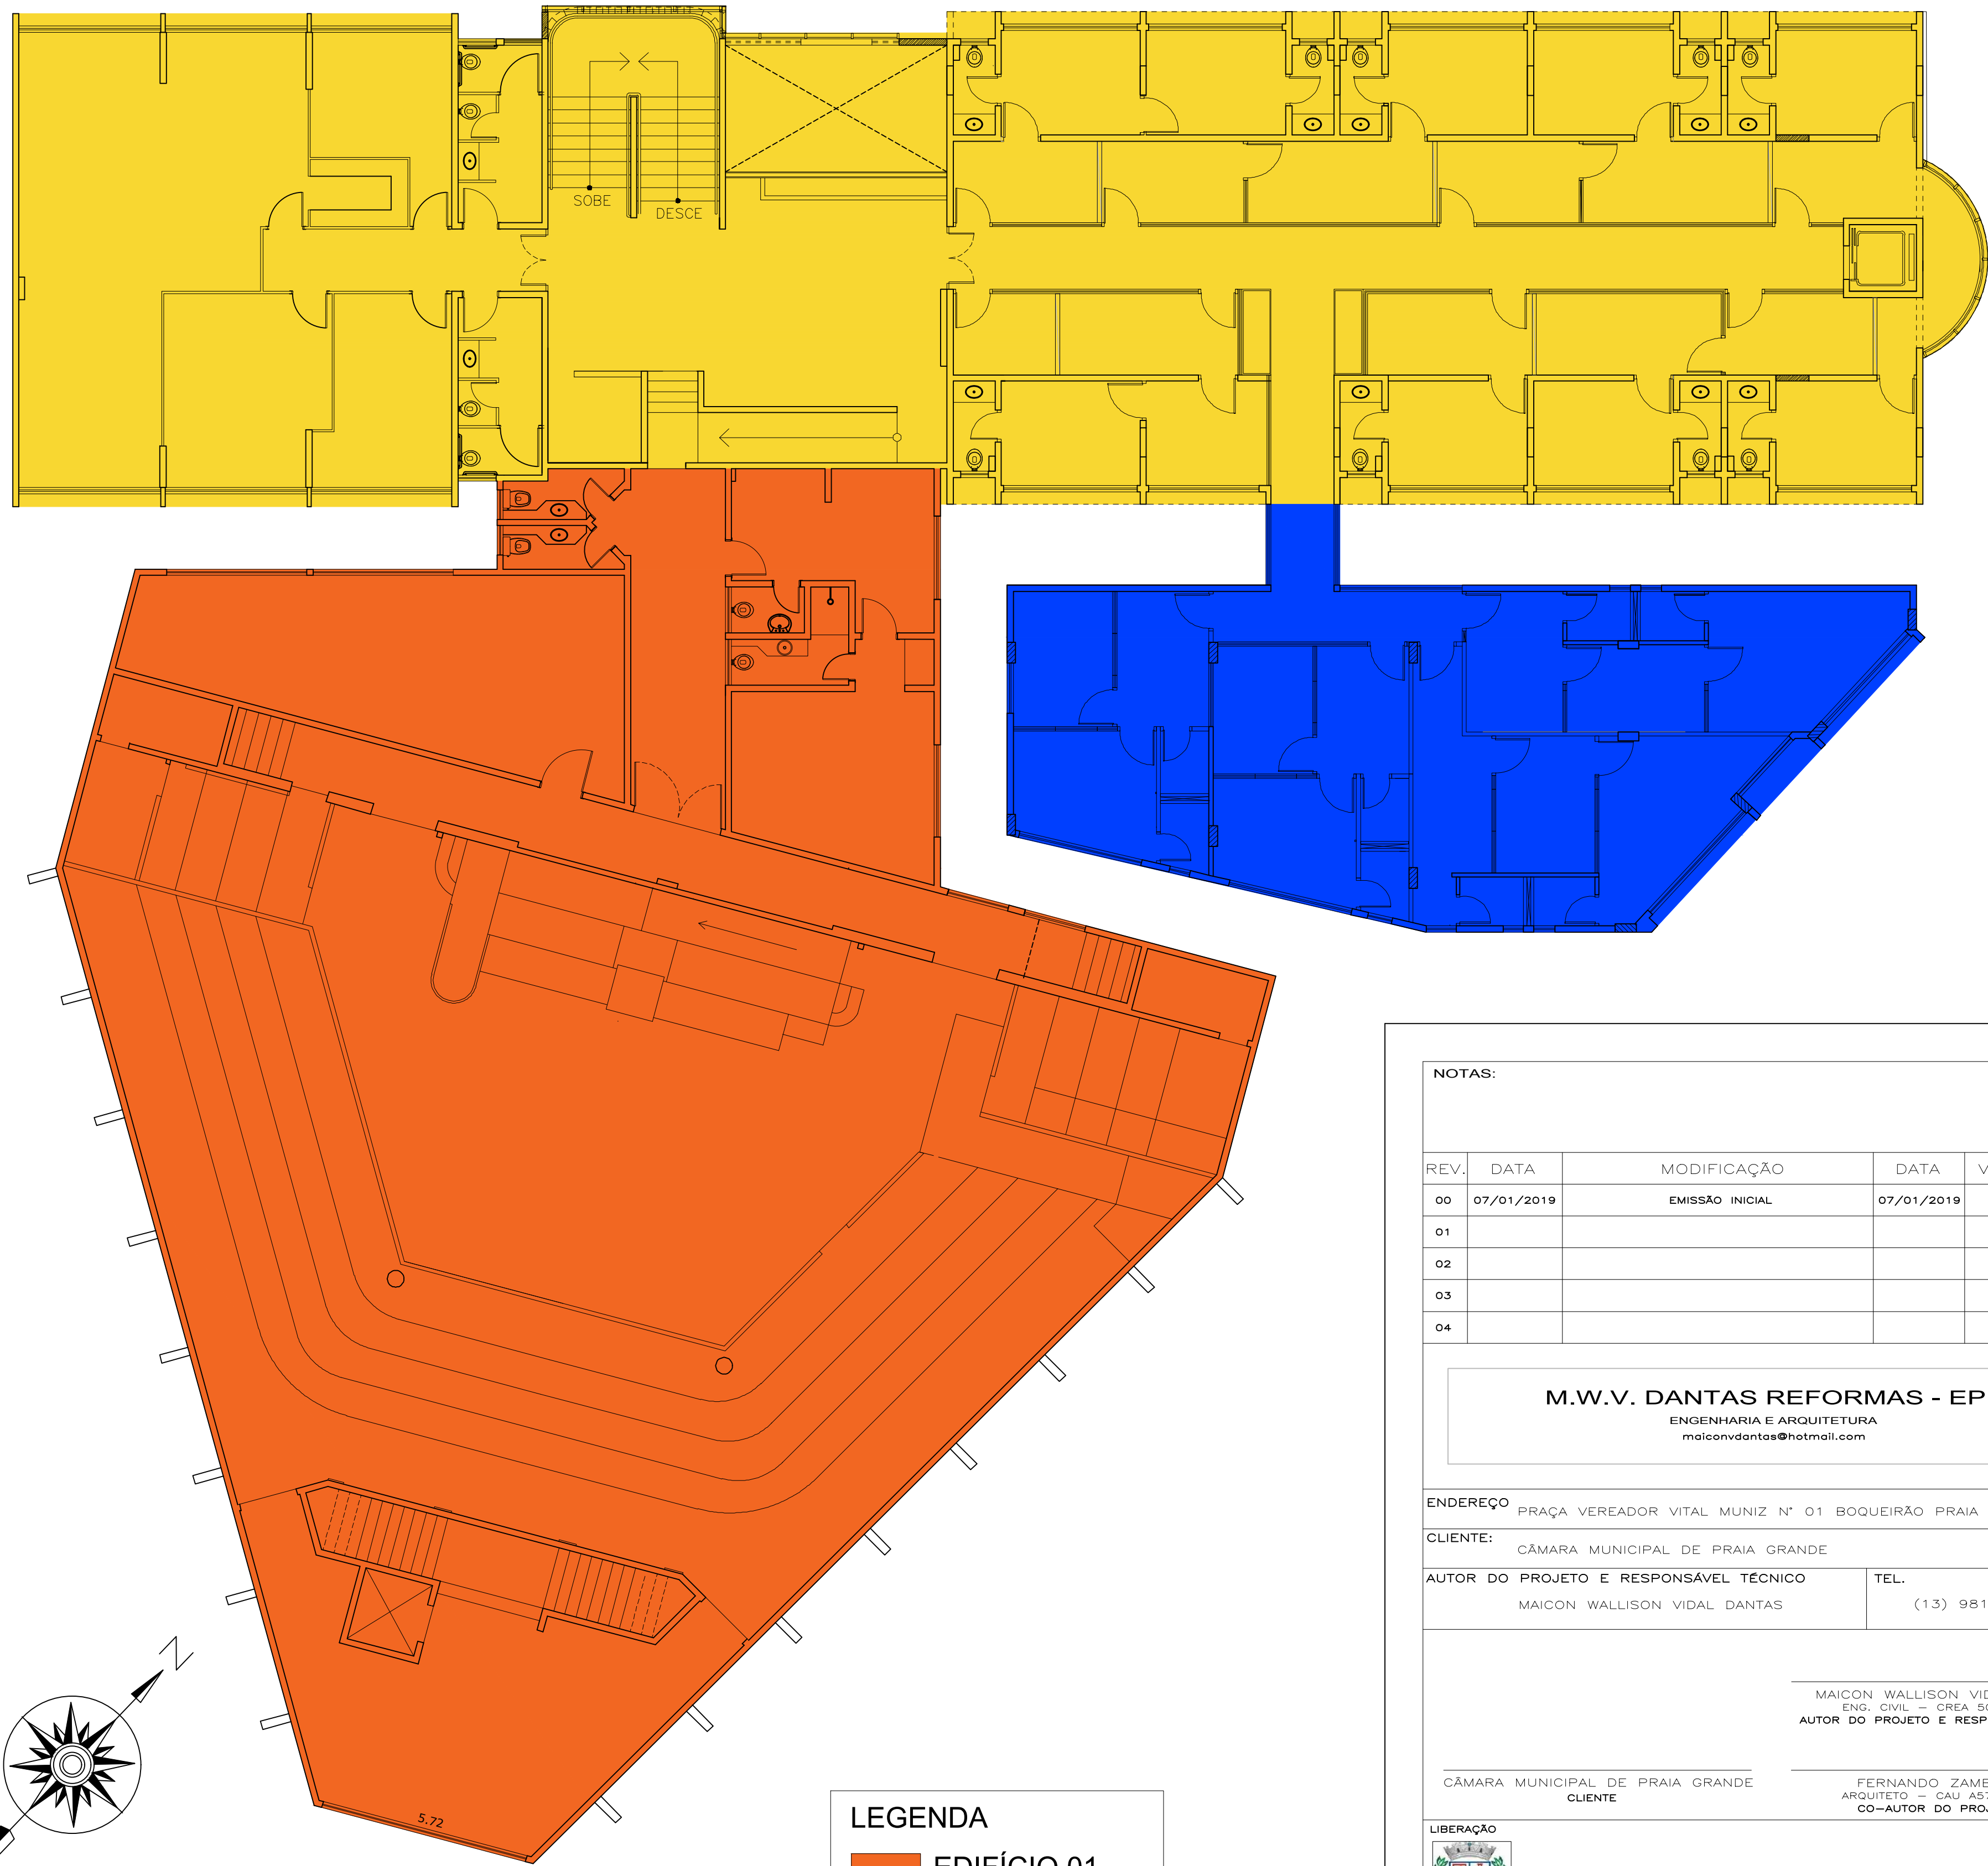 SOBE
DESCE
NOTAS:
REV. DATA MODIFICAÇÃO DATA
00 07/01/2019 EMISSÃO INICIAL 07/01/2019
01
02
03
04
M.W.V. DANTAS REFORMAS - EP
ENGENHARIA E ARQUITETURA
maiconvdantas@hotmail.com
ENDEREÇO PRAÇA VEREADOR VITAL MUNIZ N° 01 BOQUEIRÃO PRAIA
CLIENTE:
CÂMARA MUNICIPAL DE PRAIA GRANDE
AUTOR DO PROJETO E RESPONSÁVEL TÉCNICO TEL.
MAICON WALLISON VIDAL DANTAS (13) 981
N
MAICON WALLISON VID
ENG. CIVIL – CREA 50
AUTOR DO PROJETO E RESP
CÂMARA MUNICIPAL DE PRAIA GRANDE
CLIENTE
FERNANDO ZAMB
ARQUITETO – CAU A57
CO–AUTOR DO PROJ
5.72
LEGENDA
EDIFÍCIO 01
LIBERAÇÃO